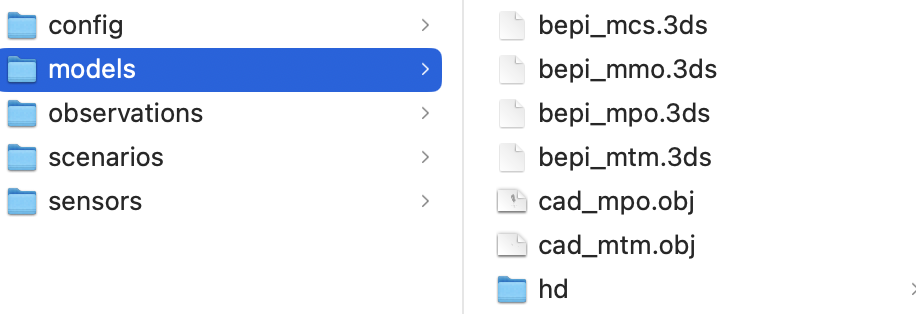 config
models
observations
scenarios
sensors
bepi_mcs.3ds
bepi_mmo.3ds
bepi_mpo.3ds
bepi_mtm.3ds
cad_mpo.obj
cad_mtm.obj
hd